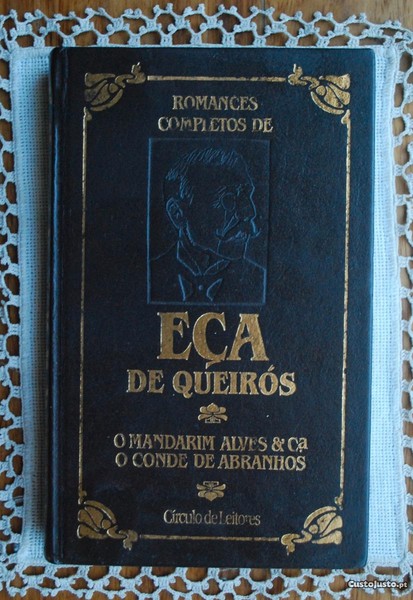 ROMANCES
COMPLETOS DE
EÇA
DE QUEIRÓS
O MANDARIM ALVES & Cª
O CONDE DE ABRANHOS
Círculo de Leitores
CustoJusto.pt